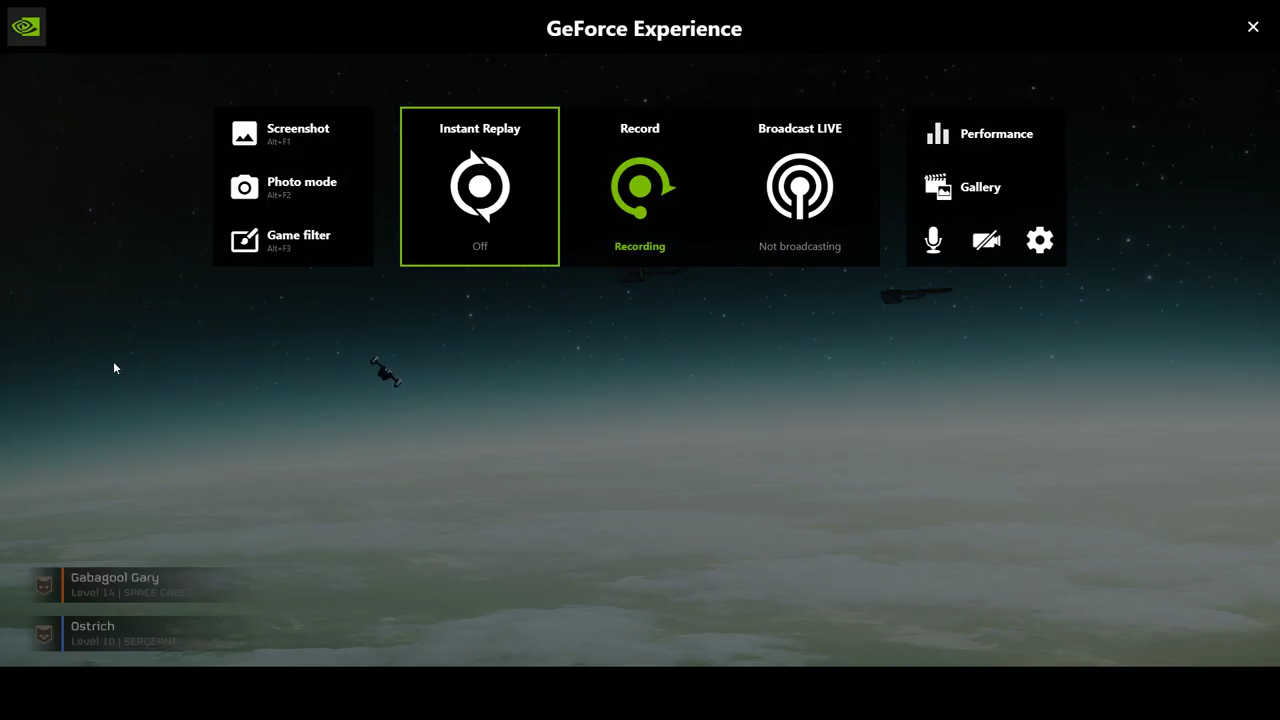 GeForce Experience
Screenshot
Alt+F1
Photo mode
Alt+F2
Game filter
Alt+F3
Instant Replay
Off
Record
Recording
Broadcast LIVE
Not broadcasting
Performance
Gallery
Gabagool Gary
Level 14 | SPACE CADET
Ostrich
Level 10 | SERGEANT